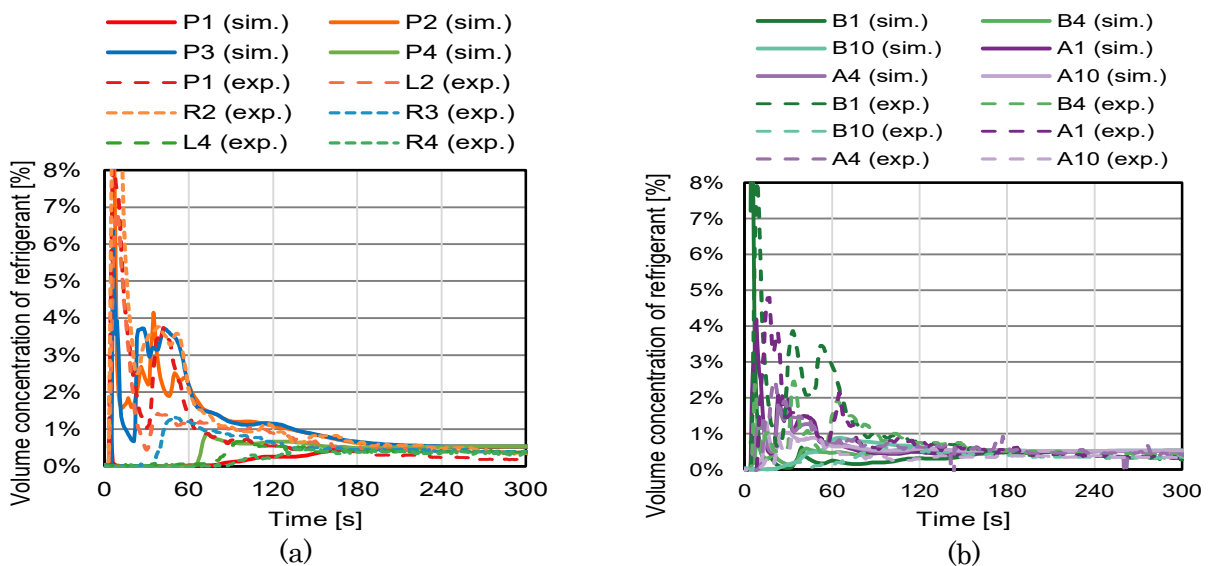 P1 (sim.) P2 (sim.)
P3 (sim.) P4 (sim.)
P1 (exp.) L2 (exp.)
R2 (exp.) R3 (exp.)
L4 (exp.) R4 (exp.)
Volume concentration of refrigerant [%]
8%
7%
6%
5%
4%
3%
2%
1%
0%
0 60 120 180 240 300
Time [s]
(a)
B1 (sim.) B4 (sim.)
B10 (sim.) A1 (sim.)
A4 (sim.) A10 (sim.)
B1 (exp.) B4 (exp.)
B10 (exp.) A1 (exp.)
A4 (exp.) A10 (exp.)
Volume concentration of refrigerant [%]
8%
7%
6%
5%
4%
3%
2%
1%
0%
0 60 120 180 240 300
Time [s]
(b)